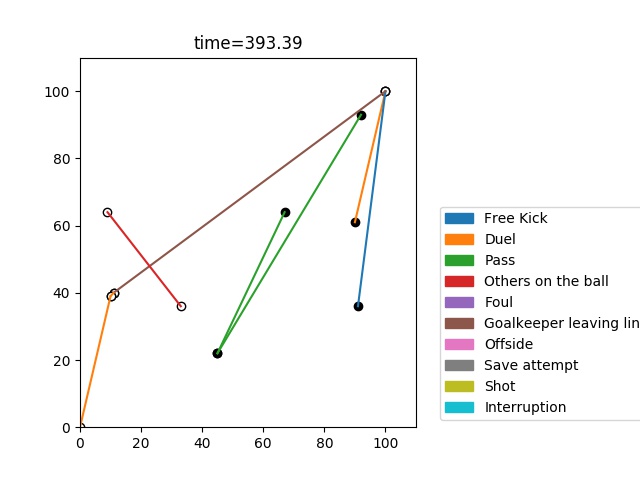 time=393.39
100
80
60
40
20
0
0 20 40 60 80 100
Free Kick
Duel
Pass
Others on the ball
Foul
Goalkeeper leaving lin
Offside
Save attempt
Shot
Interruption